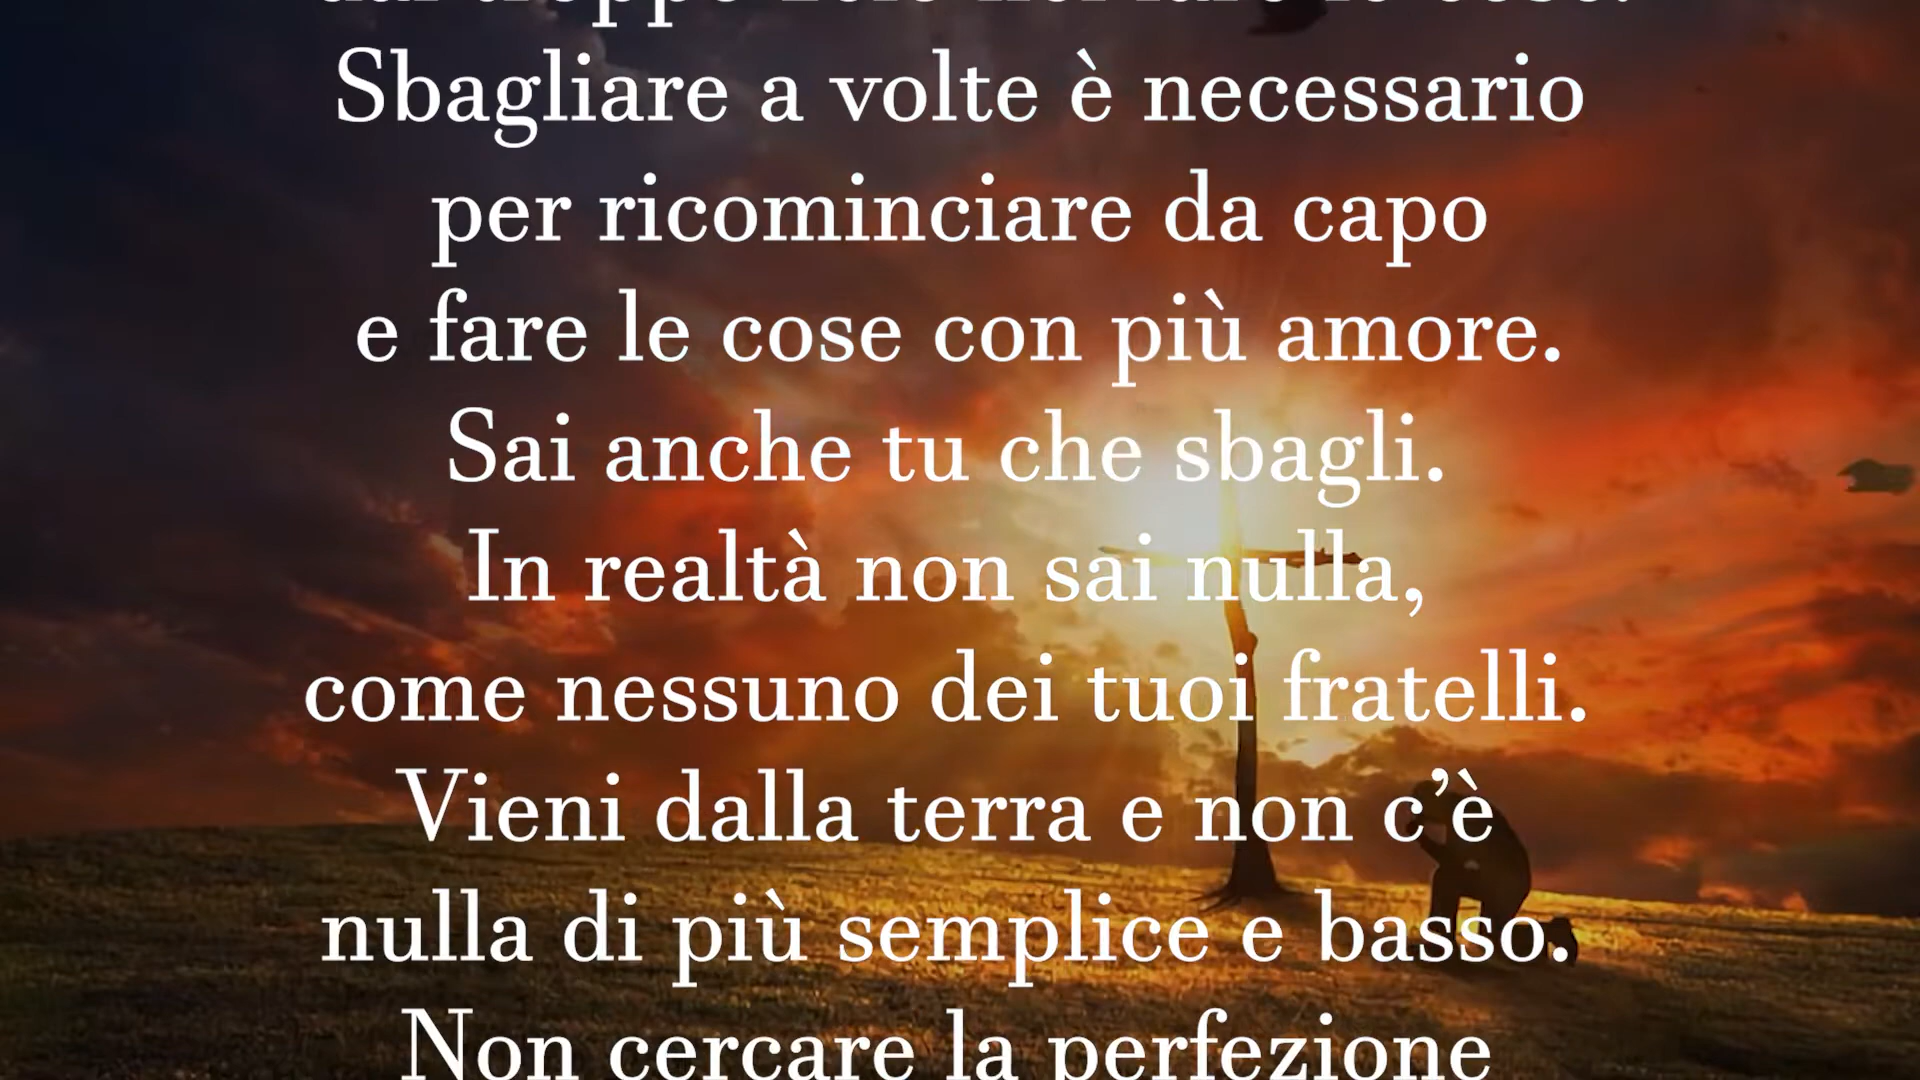 Sbagliare a volte è necessario
per ricominciare da capo
e fare le cose con più amore.
Sai anche tu che sbagli.
In realtà non sai nulla,
come nessuno dei tuoi fratelli.
Vieni dalla terra e non c’è
nulla di più semplice e basso.
Non cercare la perfezione